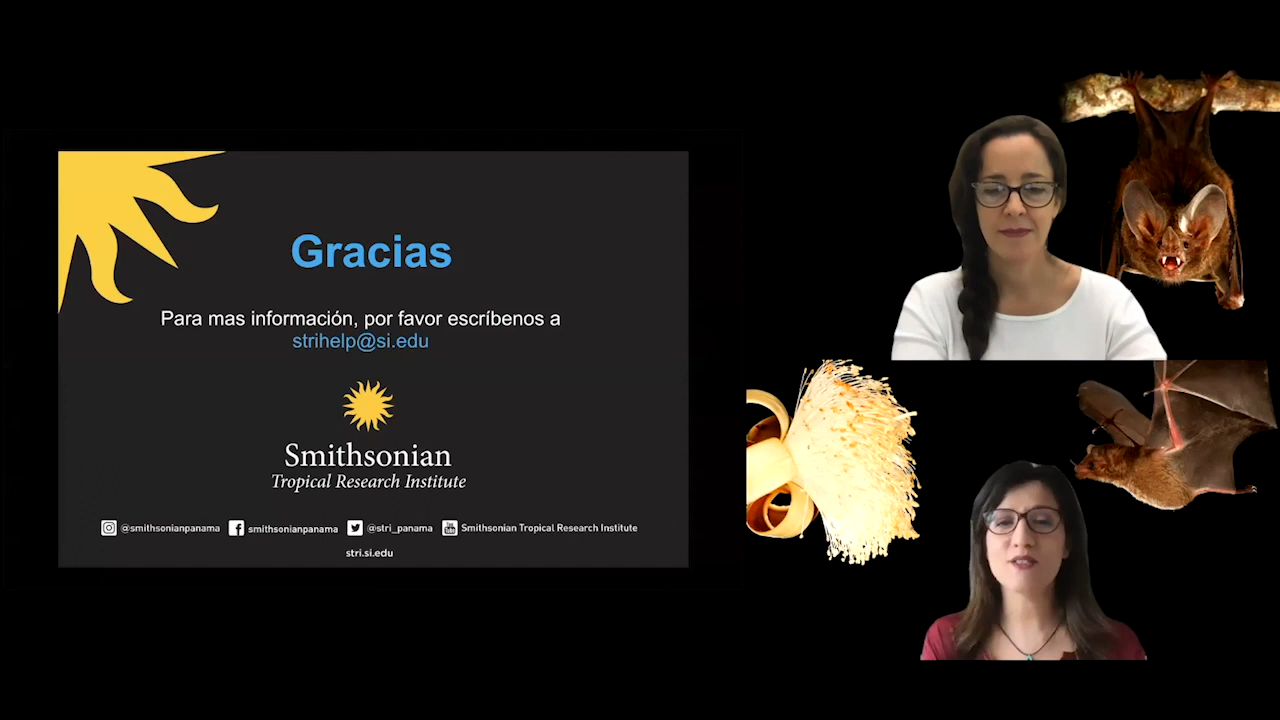 Gracias
Para mas información, por favor escríbenos a
strihelp@si.edu
Smithsonian
Tropical Research Institute
@smithsonianpanama smithsonianpanama @stri_panama Smithsonian Tropical Research Institute
stri.si.edu